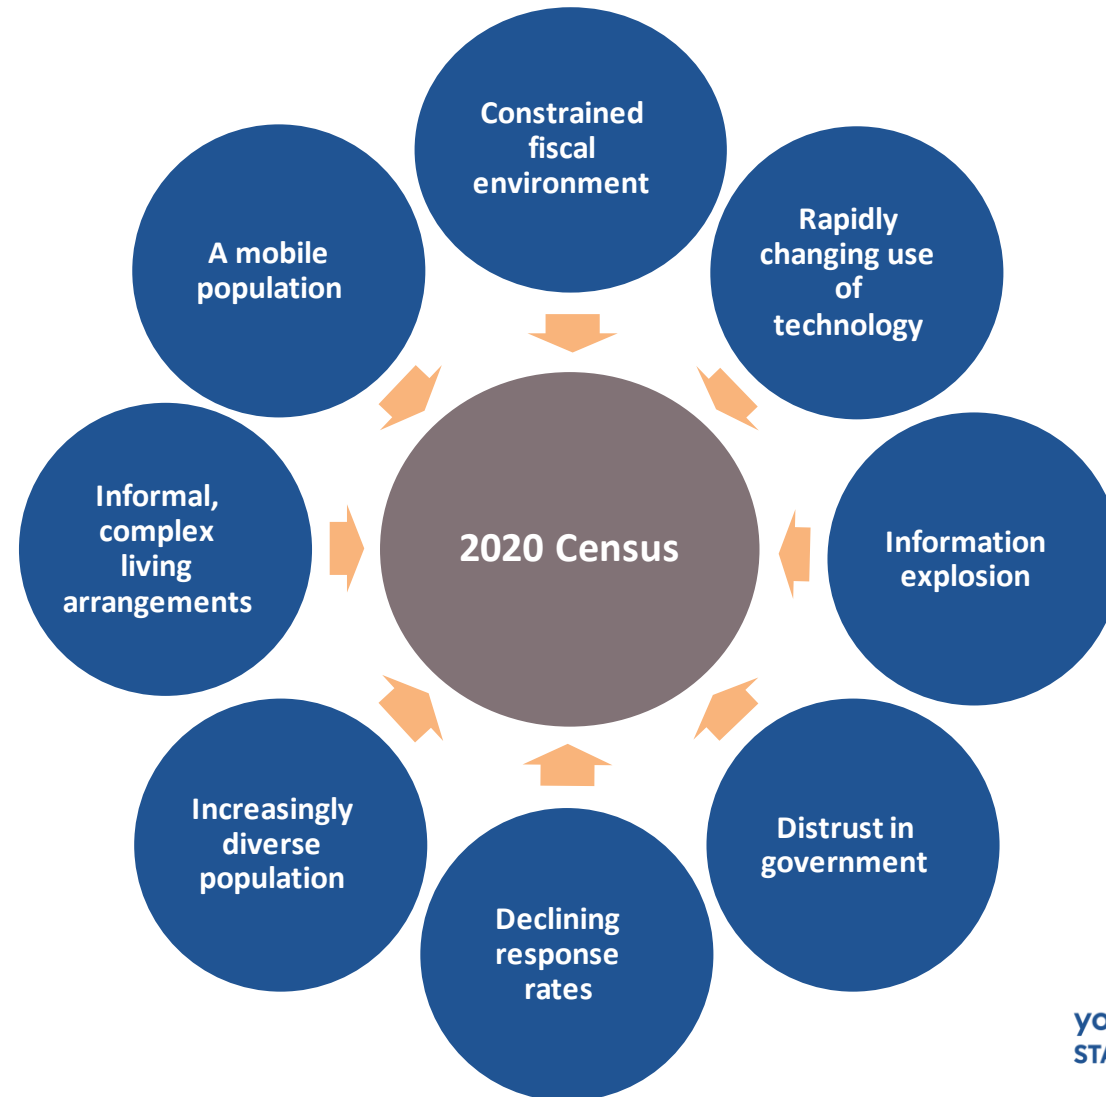 Constrained
fiscal
environment
Rapidly
changing use
of
technology
Information
explosion
Distrust in
government
Declining
response
rates
Increasingly
diverse
population
Informal,
complex
living
arrangements
A mobile
population
2020 Census